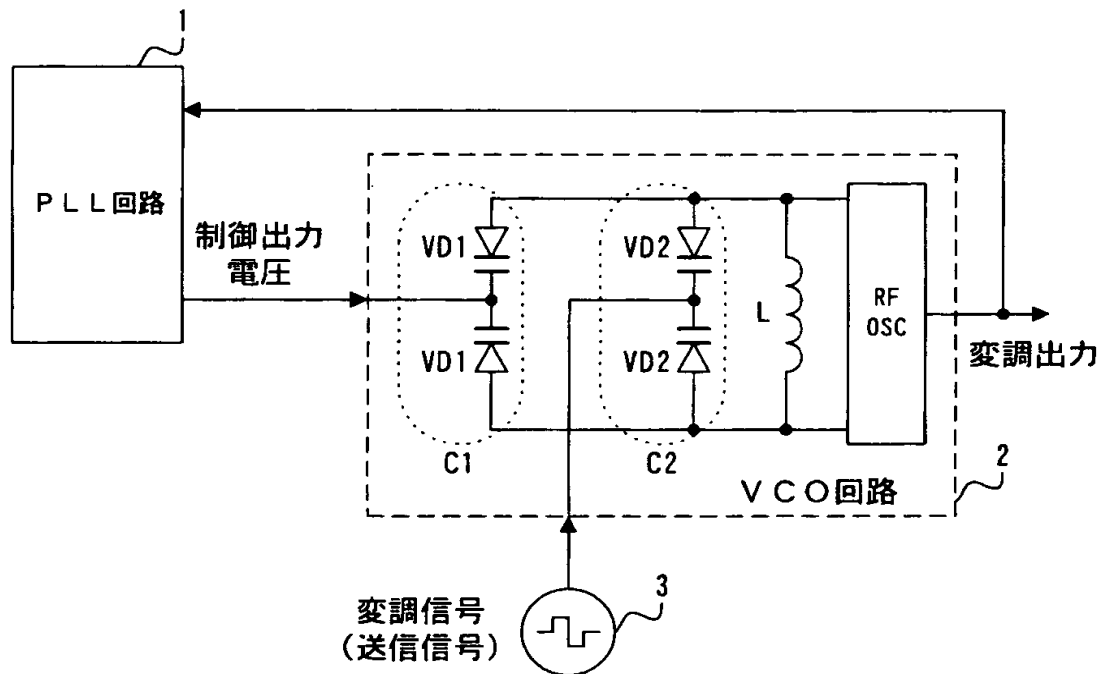 1
PLL回路
制御出力
電圧
VD1
VD2
VD1
VD2
L
RF
OSC
変調出力
C1
C2
VCO回路
2
変調信号
(送信信号)
3